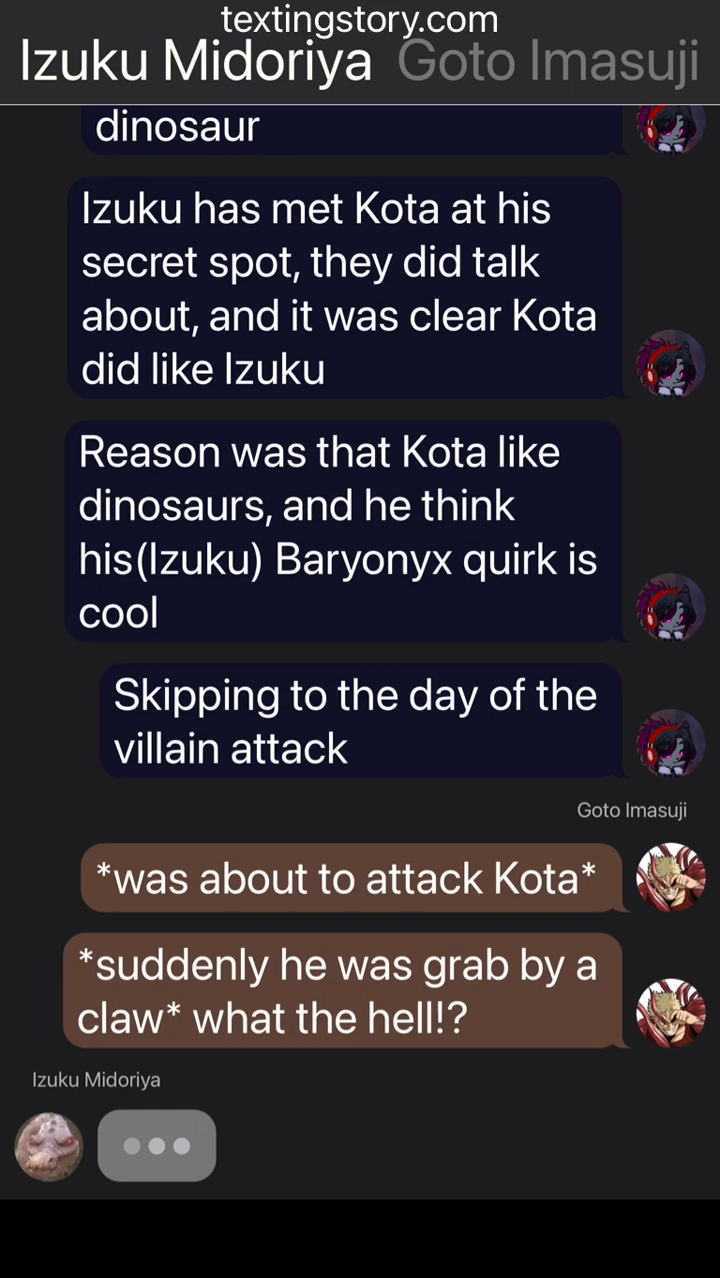 textingstory.com
Izuku Midoriya Goto Imasuji
dinosaur
Izuku has met Kota at his
secret spot, they did talk
about, and it was clear Kota
did like Izuku
Reason was that Kota like
dinosaurs, and he think
his(Izuku) Baryonyx quirk is
cool
Skipping to the day of the
villain attack
Goto Imasuji
*was about to attack Kota*
*suddenly he was grab by a
claw* what the hell!?
Izuku Midoriya